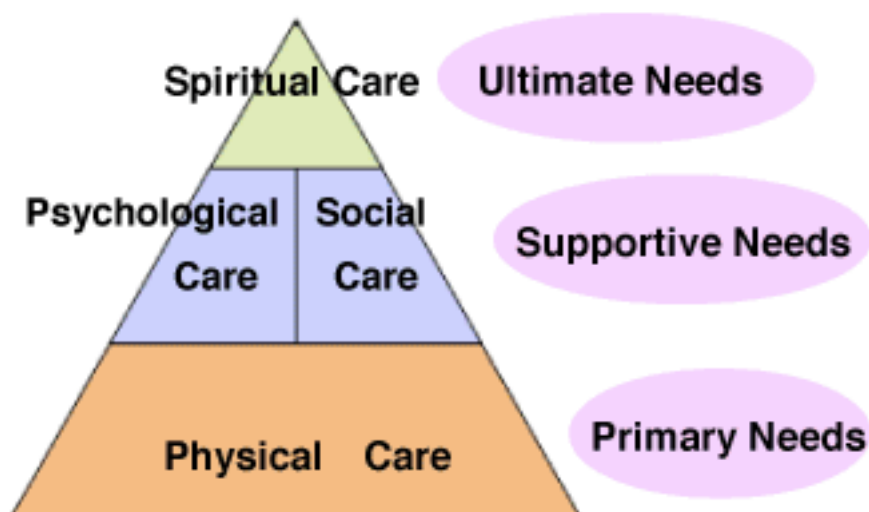 Spiritual Care
Ultimate Needs
Psychological
Care
Social
Care
Supportive Needs
Physical Care
Primary Needs